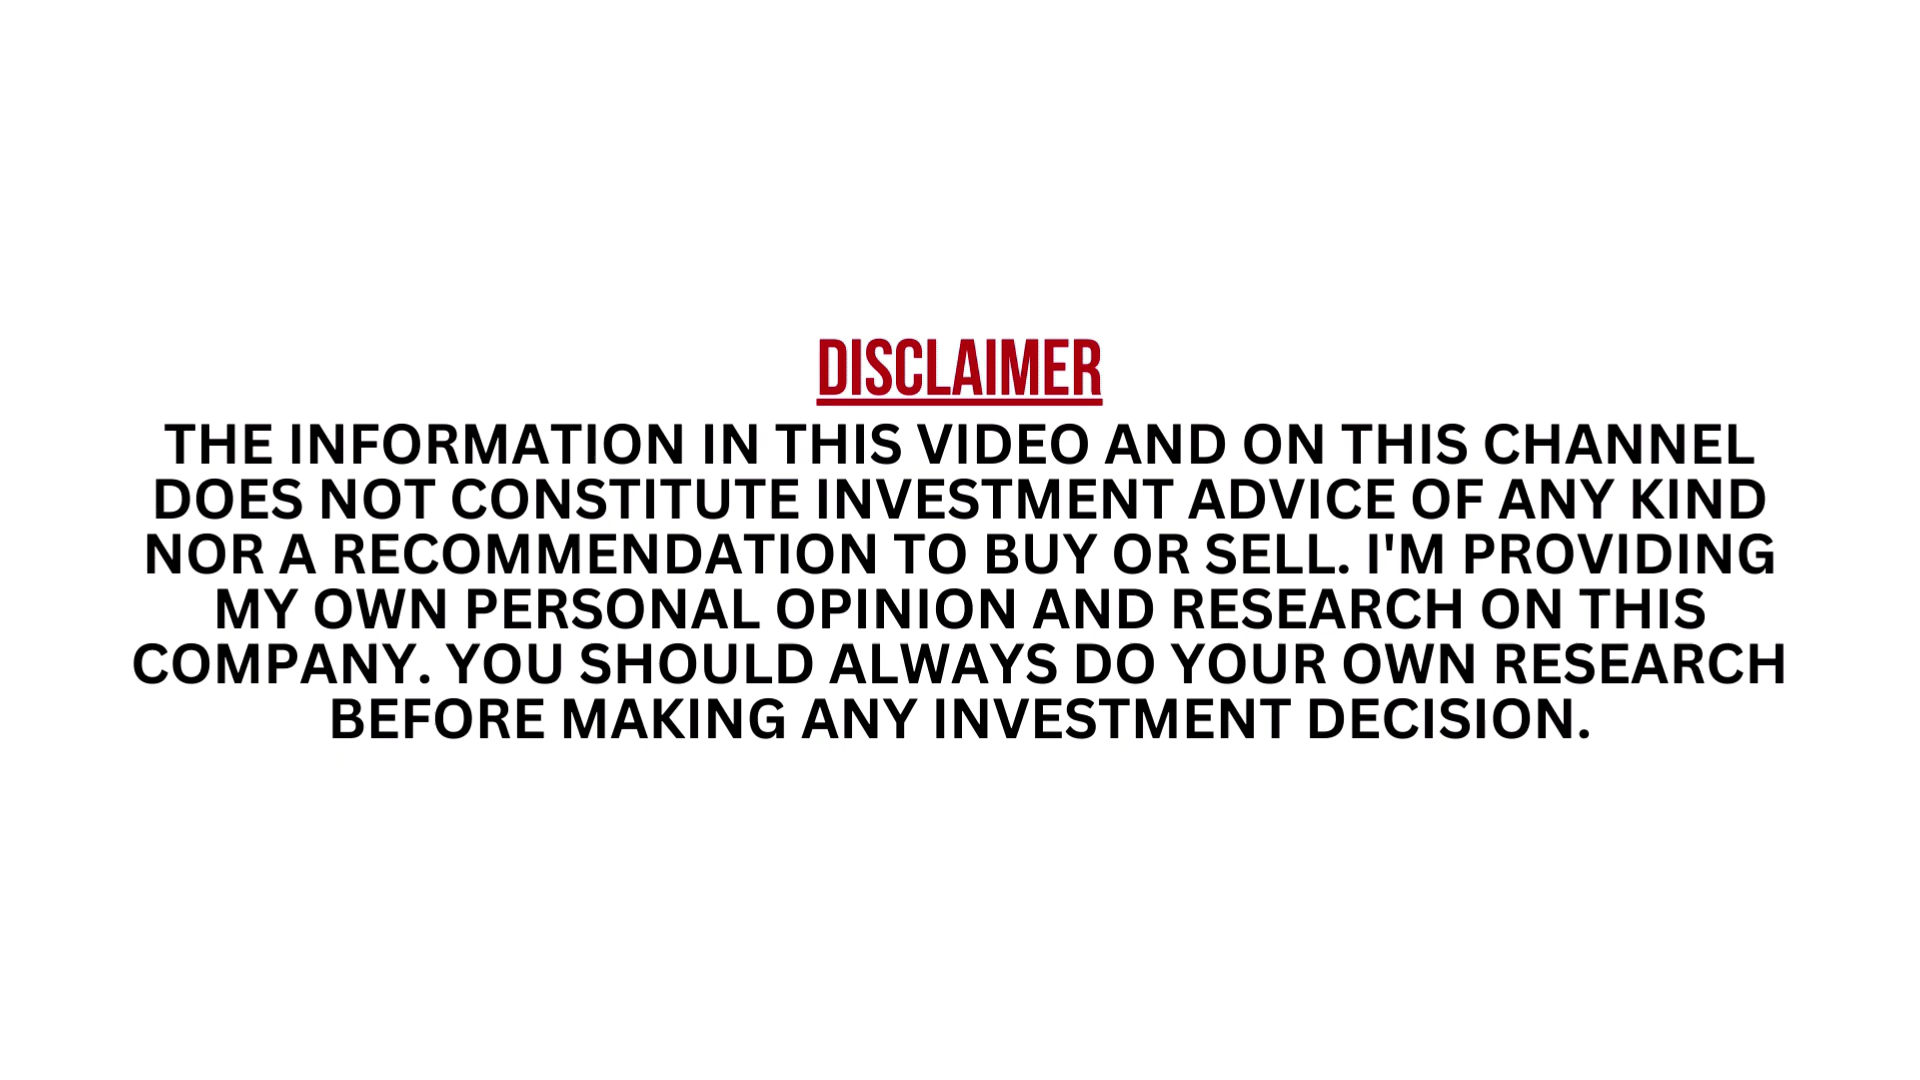 DISCLAIMER
THE INFORMATION IN THIS VIDEO AND ON THIS CHANNEL
DOES NOT CONSTITUTE INVESTMENT ADVICE OF ANY KIND
NOR A RECOMMENDATION TO BUY OR SELL. I'M PROVIDING
MY OWN PERSONAL OPINION AND RESEARCH ON THIS
COMPANY. YOU SHOULD ALWAYS DO YOUR OWN RESEARCH
BEFORE MAKING ANY INVESTMENT DECISION.